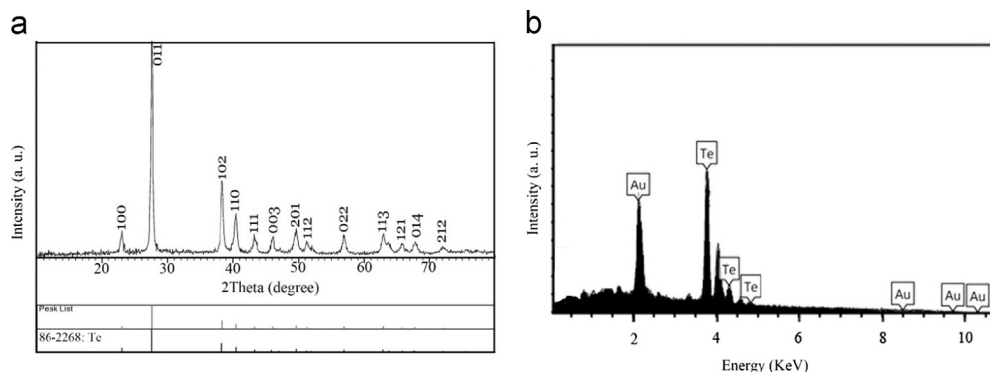 a
Intensity (a. u.)
100
011
102
110
111
003
201
112
022
113
121
014
212
20 30 40 50 60 70
2Theta (degree)
Peak List
86-2268: Te
b
Intensity (a. u.)
Au
Te
Te
Te
Au
Au
Au
2 4 6 8 10
Energy (KeV)